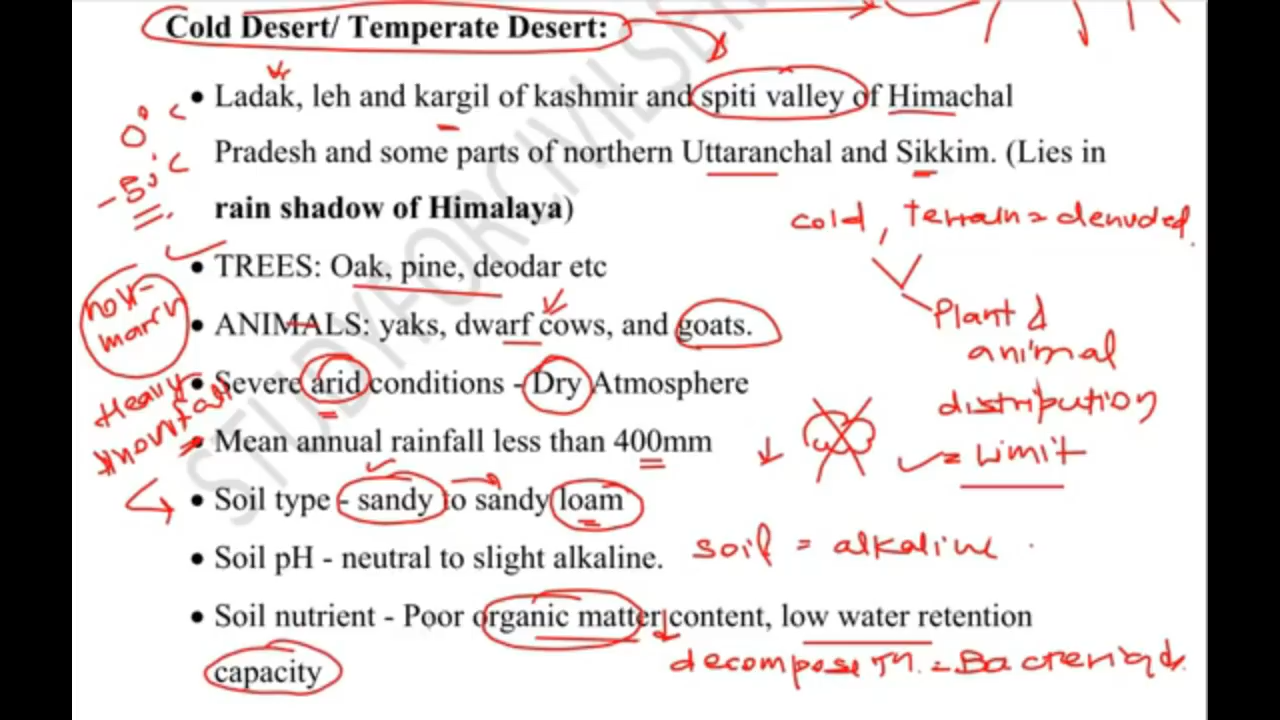 Cold Desert/ Temperate Desert:
• Ladak, leh and kargil of kashmir and spiti valley of Himachal
0°c
Pradesh and some parts of northern Uttaranchal and Sikkim. (Lies in
rain shadow of Himalaya)
cold, terrain = denuded
• TREES: Oak, pine, deodar etc
Nov-
march
Plant &
• ANIMALS: yaks, dwarf cows, and goats.
animal
• Severe arid conditions - Dry Atmosphere
distribution
Heavy
• Mean annual rainfall less than 400mm
= Limit
• Soil type - sandy to sandy loam
• Soil pH - neutral to slight alkaline.
soil = alkaline
• Soil nutrient - Poor organic matter content, low water retention
capacity
STUDYFORCIVILSER